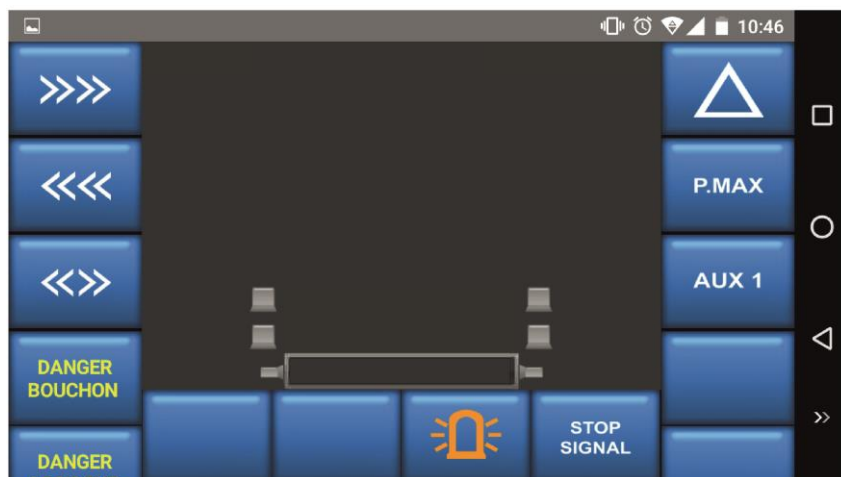 10:46
>>>>
<<<<
P.MAX
<<>>
AUX 1
DANGER
BOUCHON
STOP
SIGNAL
DANGER